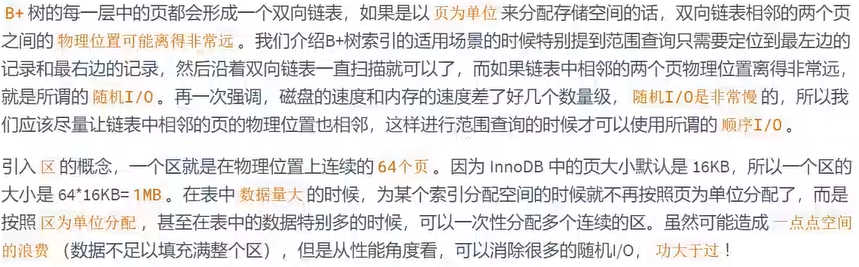 B+ 树的每一层中的页都会形成一个双向链表，如果是以 页为单位 来分配存储空间的话，双向链表相邻的两个页
之间的 物理位置可能离得非常远 。我们介绍B+树索引的适用场景的时候特别提到范围查询只需要定位到最左边的
记录和最右边的记录，然后沿着双向链表一直扫描就可以了，而如果链表中相邻的两个页物理位置离得非常远，
就是所谓的 随机I/O 。再一次强调，磁盘的速度和内存的速度差了好几个数量级， 随机I/O是非常慢 的，所以我
们应该尽量让链表中相邻的页的物理位置也相邻，这样进行范围查询的时候才可以使用所谓的 顺序I/O 。
引入 区 的概念，一个区就是在物理位置上连续的 64个页 。因为 InnoDB 中的页大小默认是 16KB，所以一个区的
大小是 64*16KB= 1MB 。在表中 数据量大 的时候，为某个索引分配空间的时候就不再按照页为单位分配了，而是
按照 区为单位分配 ，甚至在表中的数据特别多的时候，可以一次性分配多个连续的区。虽然可能造成 一点点空间
的浪费 （数据不足以填充满整个区），但是从性能角度看，可以消除很多的随机I/O， 功大于过 ！